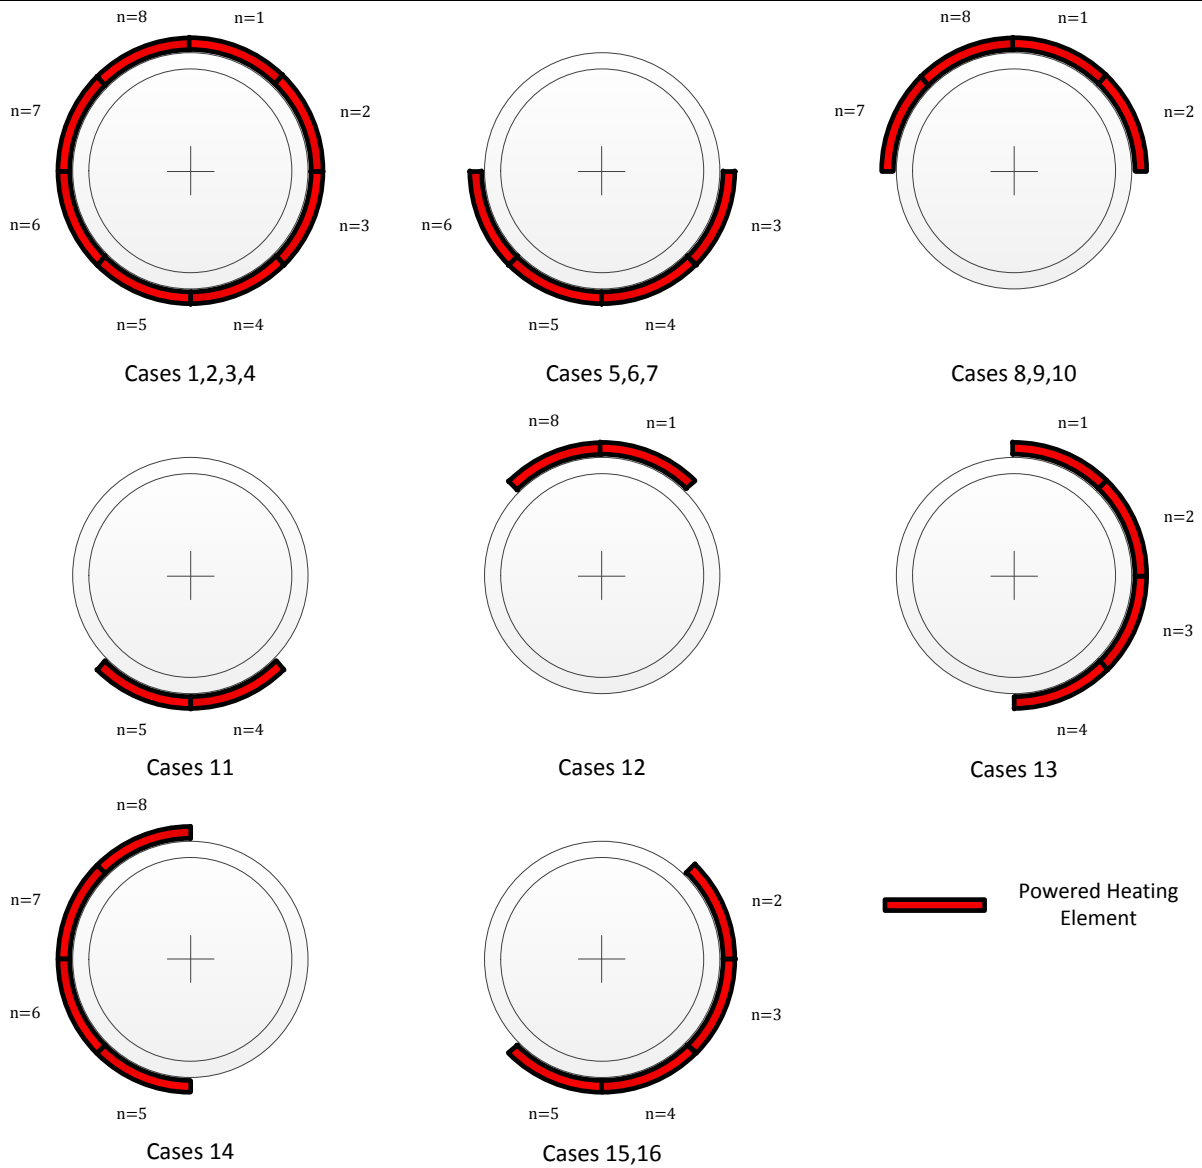 n=8 n=1 n=8 n=1
n=7 n=2 n=7 n=2
n=6 n=3 n=6 n=3
n=5 n=4 n=5 n=4
Cases 1,2,3,4 Cases 5,6,7 Cases 8,9,10
n=8 n=1 n=1
n=2
n=3
n=5 n=4 n=4
Cases 11 Cases 12 Cases 13
n=8
n=7 n=2
Powered Heating
Element
n=6 n=3
n=5 n=5 n=4
Cases 14 Cases 15,16